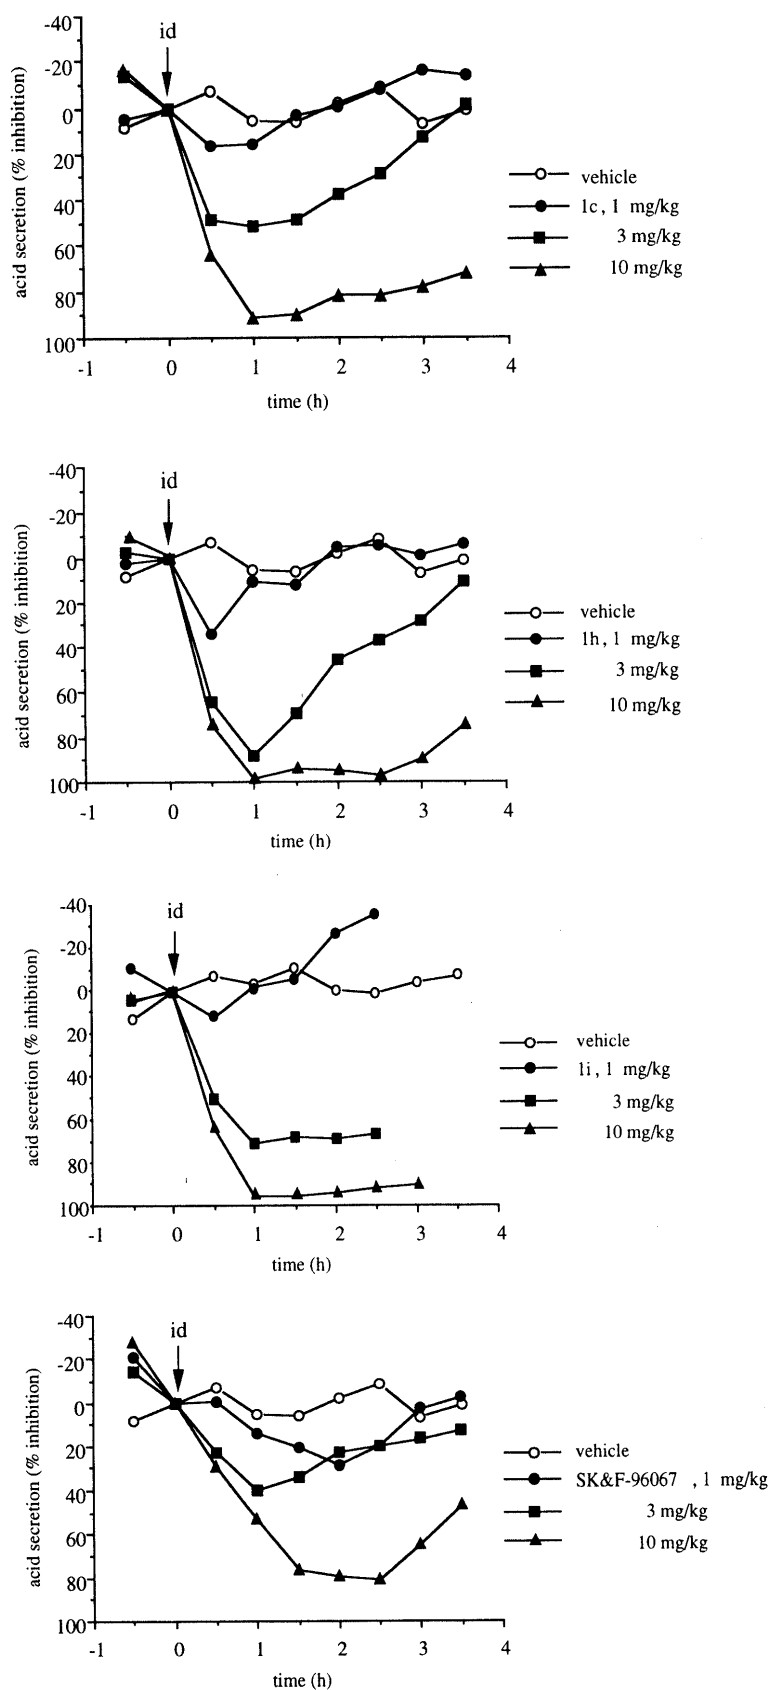 id
-40
-20
0
20
40
60
80
100
acid secretion (% inhibition)
-1 0 1 2 3 4
time (h)
vehicle
1c, 1 mg/kg
3 mg/kg
10 mg/kg
id
-40
-20
0
20
40
60
80
100
acid secretion (% inhibition)
-1 0 1 2 3 4
time (h)
vehicle
1h, 1 mg/kg
3 mg/kg
10 mg/kg
id
-40
-20
0
20
40
60
80
100
acid secretion (% inhibition)
-1 0 1 2 3 4
time (h)
vehicle
1i, 1 mg/kg
3 mg/kg
10 mg/kg
id
-40
-20
0
20
40
60
80
100
acid secretion (% inhibition)
-1 0 1 2 3 4
time (h)
vehicle
SK&F-96067 , 1 mg/kg
3 mg/kg
10 mg/kg